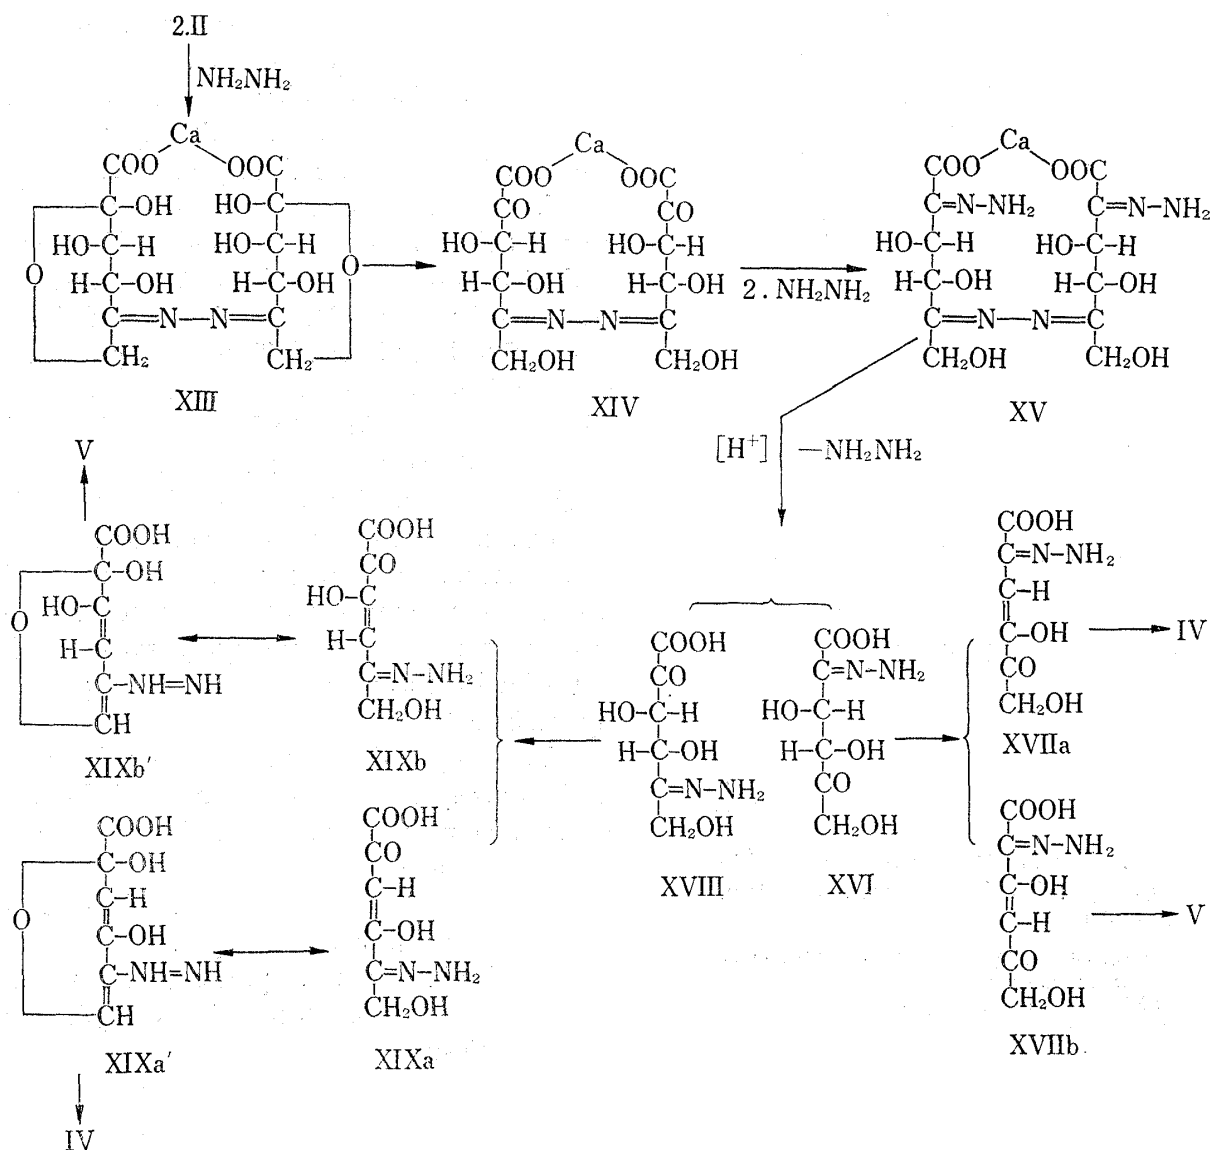 2.II
NH₂NH₂
Ca
COO OOC
C-OH HO-C
HO-C-H HO-C-H
O H-C-OH H-C-OH O
C=N-N=C
CH₂ CH₂
XIII
Ca
COO OOC
CO CO
HO-C-H HO-C-H
H-C-OH H-C-OH
C=N-N=C
CH₂OH CH₂OH
XIV
2.NH₂NH₂
Ca
COO OOC
C=N-NH₂ C=N-NH₂
HO-C-H HO-C-H
H-C-OH H-C-OH
C=N-N=C
CH₂OH CH₂OH
XV
[H⁺] -NH₂NH₂
V
COOH
C-OH
HO-C
O
H-C
C-NH=NH
CH
XIXb′
COOH
CO
HO-C
H-C
C=N-NH₂
CH₂OH
XIXb
COOH
C-OH
C-H
O
C-OH
C-NH=NH
CH
XIXa′
IV
COOH
CO
C-H
C-OH
C=N-NH₂
CH₂OH
XIXa
COOH
CO
HO-C-H
H-C-OH
C=N-NH₂
CH₂OH
XVIII
COOH
C=N-NH₂
HO-C-H
H-C-OH
CO
CH₂OH
XVI
COOH
C=N-NH₂
C-H
C-OH
CO
CH₂OH
XVIIa
IV
COOH
C=N-NH₂
C-OH
C-H
CO
CH₂OH
XVIIb
V